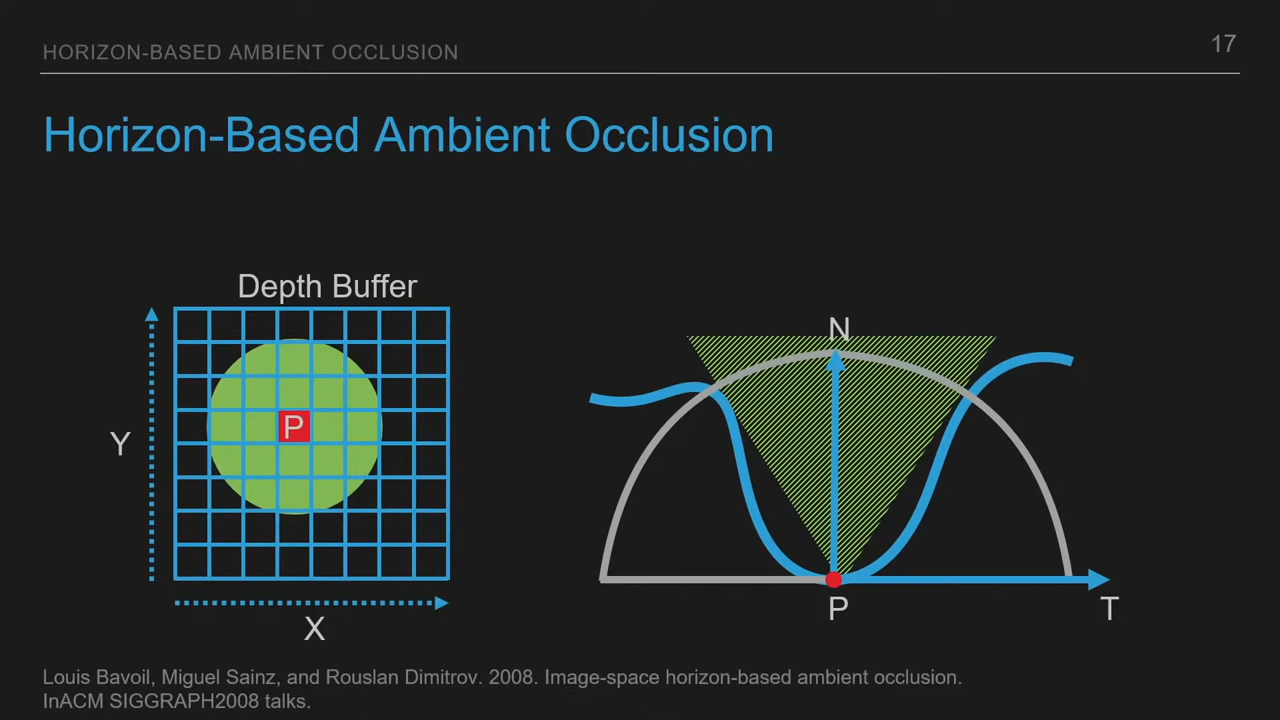 HORIZON-BASED AMBIENT OCCLUSION
17
Horizon-Based Ambient Occlusion
Depth Buffer
N
P
Y
P
T
X
Louis Bavoil, Miguel Sainz, and Rouslan Dimitrov. 2008. Image-space horizon-based ambient occlusion.
InACM SIGGRAPH2008 talks.